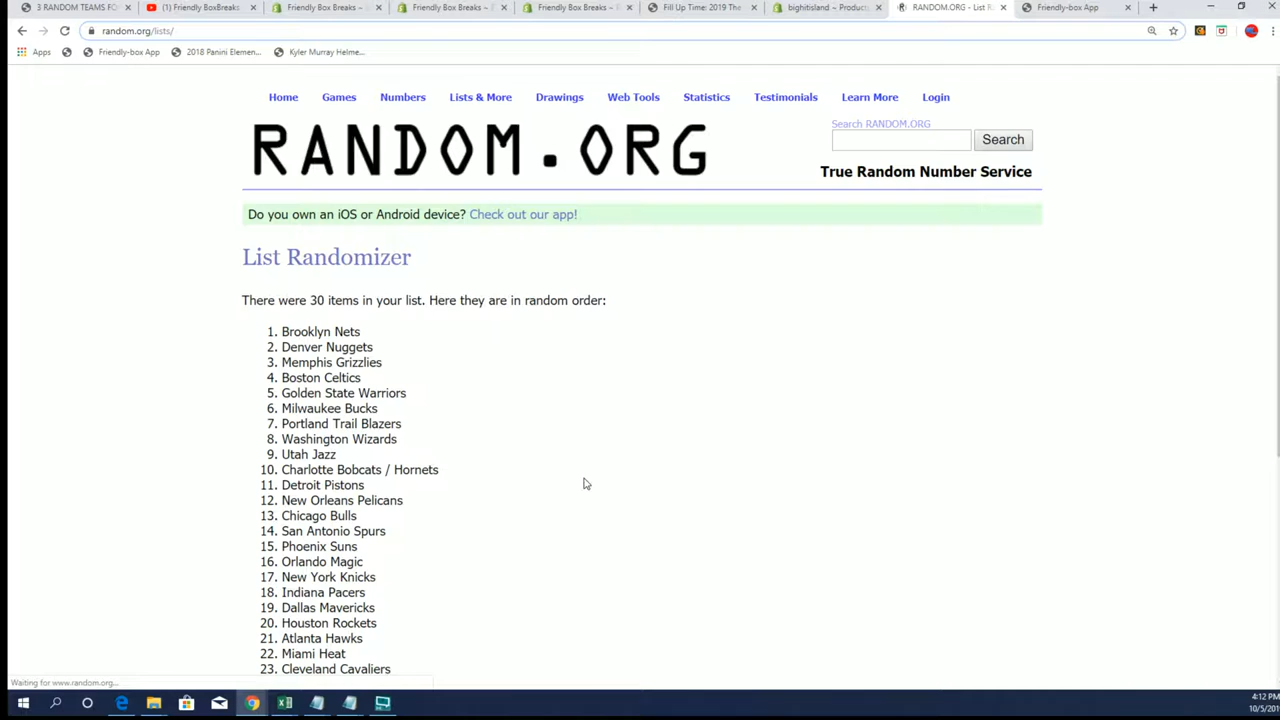 3 RANDOM TEAMS FO
(1) Friendly BoxBreaks
Friendly Box Breaks ~
Friendly Box Breaks ~
Friendly Box Breaks ~
Fill Up Time: 2019 The
bighitisland ~ Product
RANDOM.ORG - List R
Friendly-box App
random.org/lists/
Apps
Friendly-box App
2018 Panini Elemen...
Kyler Murray Helme...
Home Games Numbers Lists & More Drawings Web Tools Statistics Testimonials Learn More Login
RANDOM.ORG
Search RANDOM.ORG
Search
True Random Number Service
Do you own an iOS or Android device? Check out our app!
List Randomizer
There were 30 items in your list. Here they are in random order:
1. Brooklyn Nets
2. Denver Nuggets
3. Memphis Grizzlies
4. Boston Celtics
5. Golden State Warriors
6. Milwaukee Bucks
7. Portland Trail Blazers
8. Washington Wizards
9. Utah Jazz
10. Charlotte Bobcats / Hornets
11. Detroit Pistons
12. New Orleans Pelicans
13. Chicago Bulls
14. San Antonio Spurs
15. Phoenix Suns
16. Orlando Magic
17. New York Knicks
18. Indiana Pacers
19. Dallas Mavericks
20. Houston Rockets
21. Atlanta Hawks
22. Miami Heat
23. Cleveland Cavaliers
Waiting for www.random.org...
4:12 PM
10/5/20